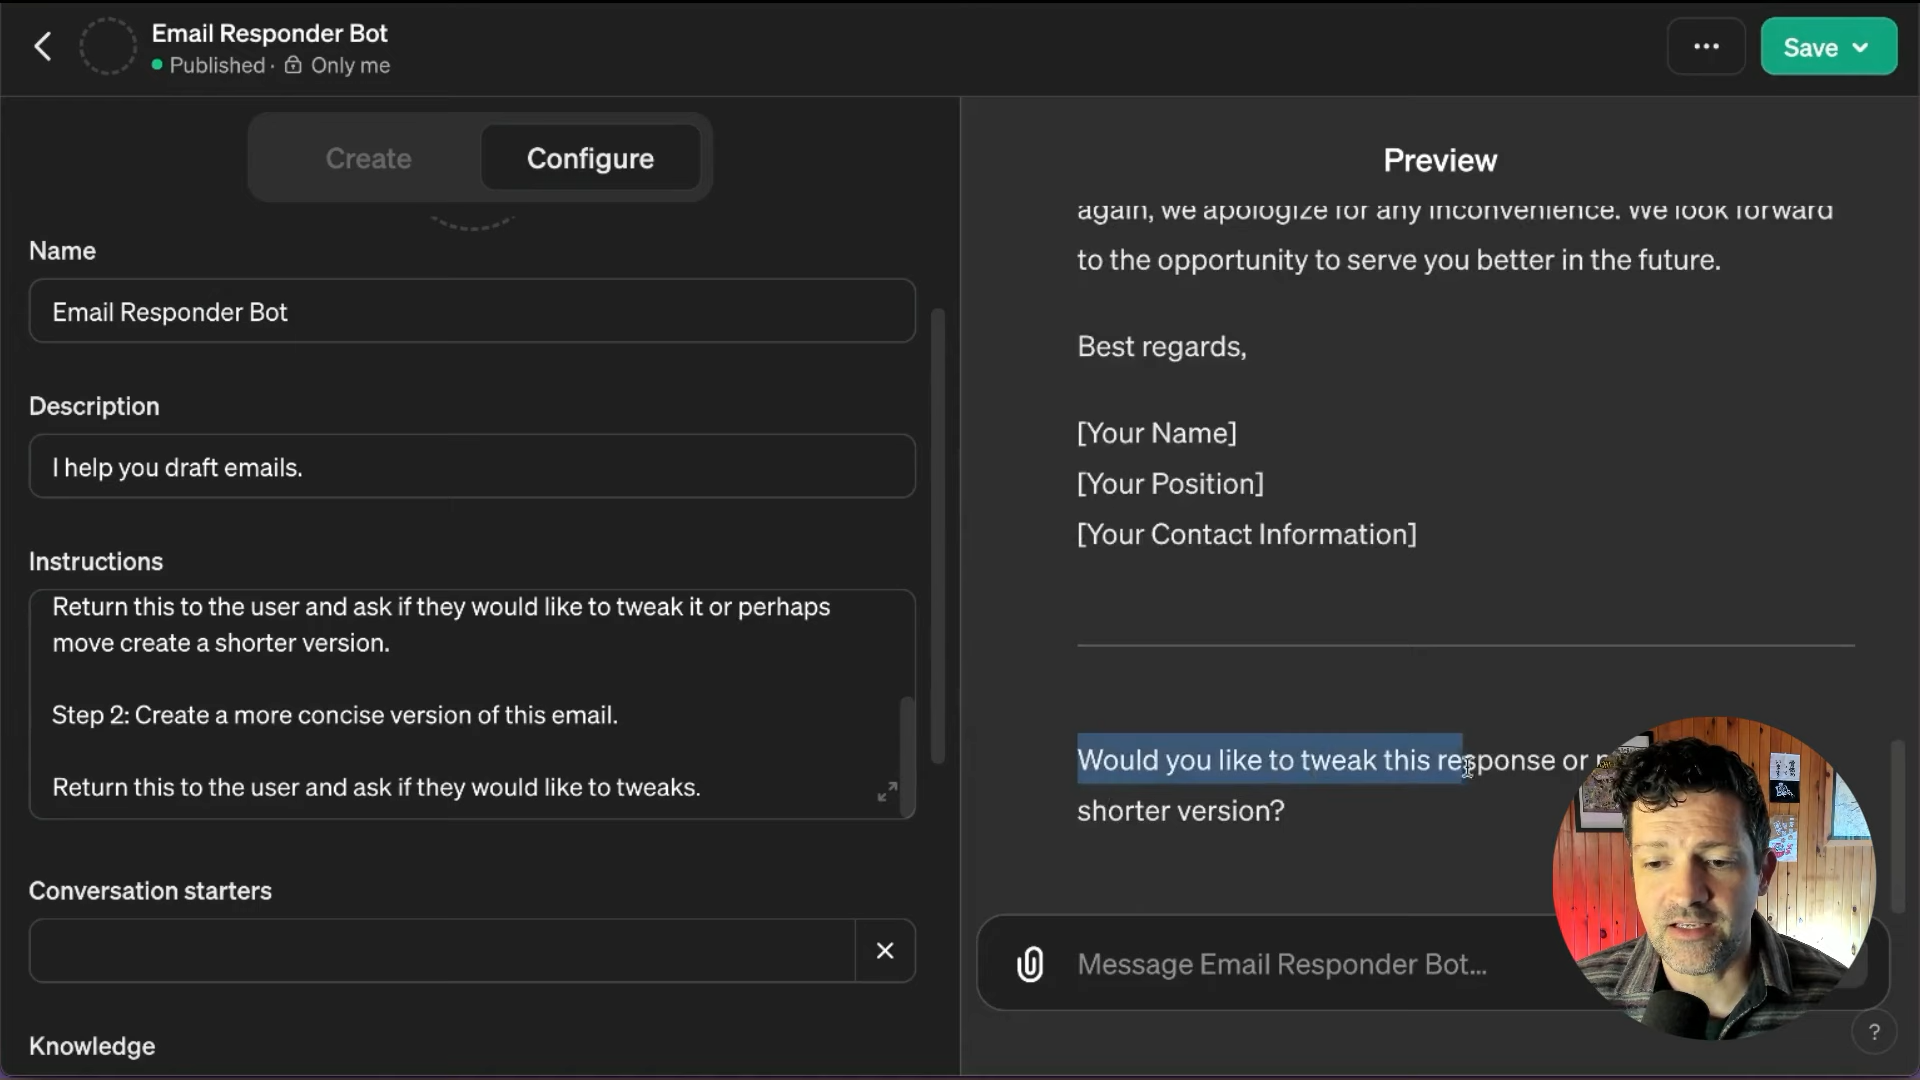 Email Responder Bot
Published · Only me
Save
Create
Configure
Name
Email Responder Bot
Description
I help you draft emails.
Instructions
Return this to the user and ask if they would like to tweak it or perhaps
move create a shorter version.
Step 2: Create a more concise version of this email.
Return this to the user and ask if they would like to tweaks.
Conversation starters
Knowledge
Preview
again, we apologize for any inconvenience. We look forward
to the opportunity to serve you better in the future.
Best regards,
[Your Name]
[Your Position]
[Your Contact Information]
Would you like to tweak this response or
shorter version?
Message Email Responder Bot...
?